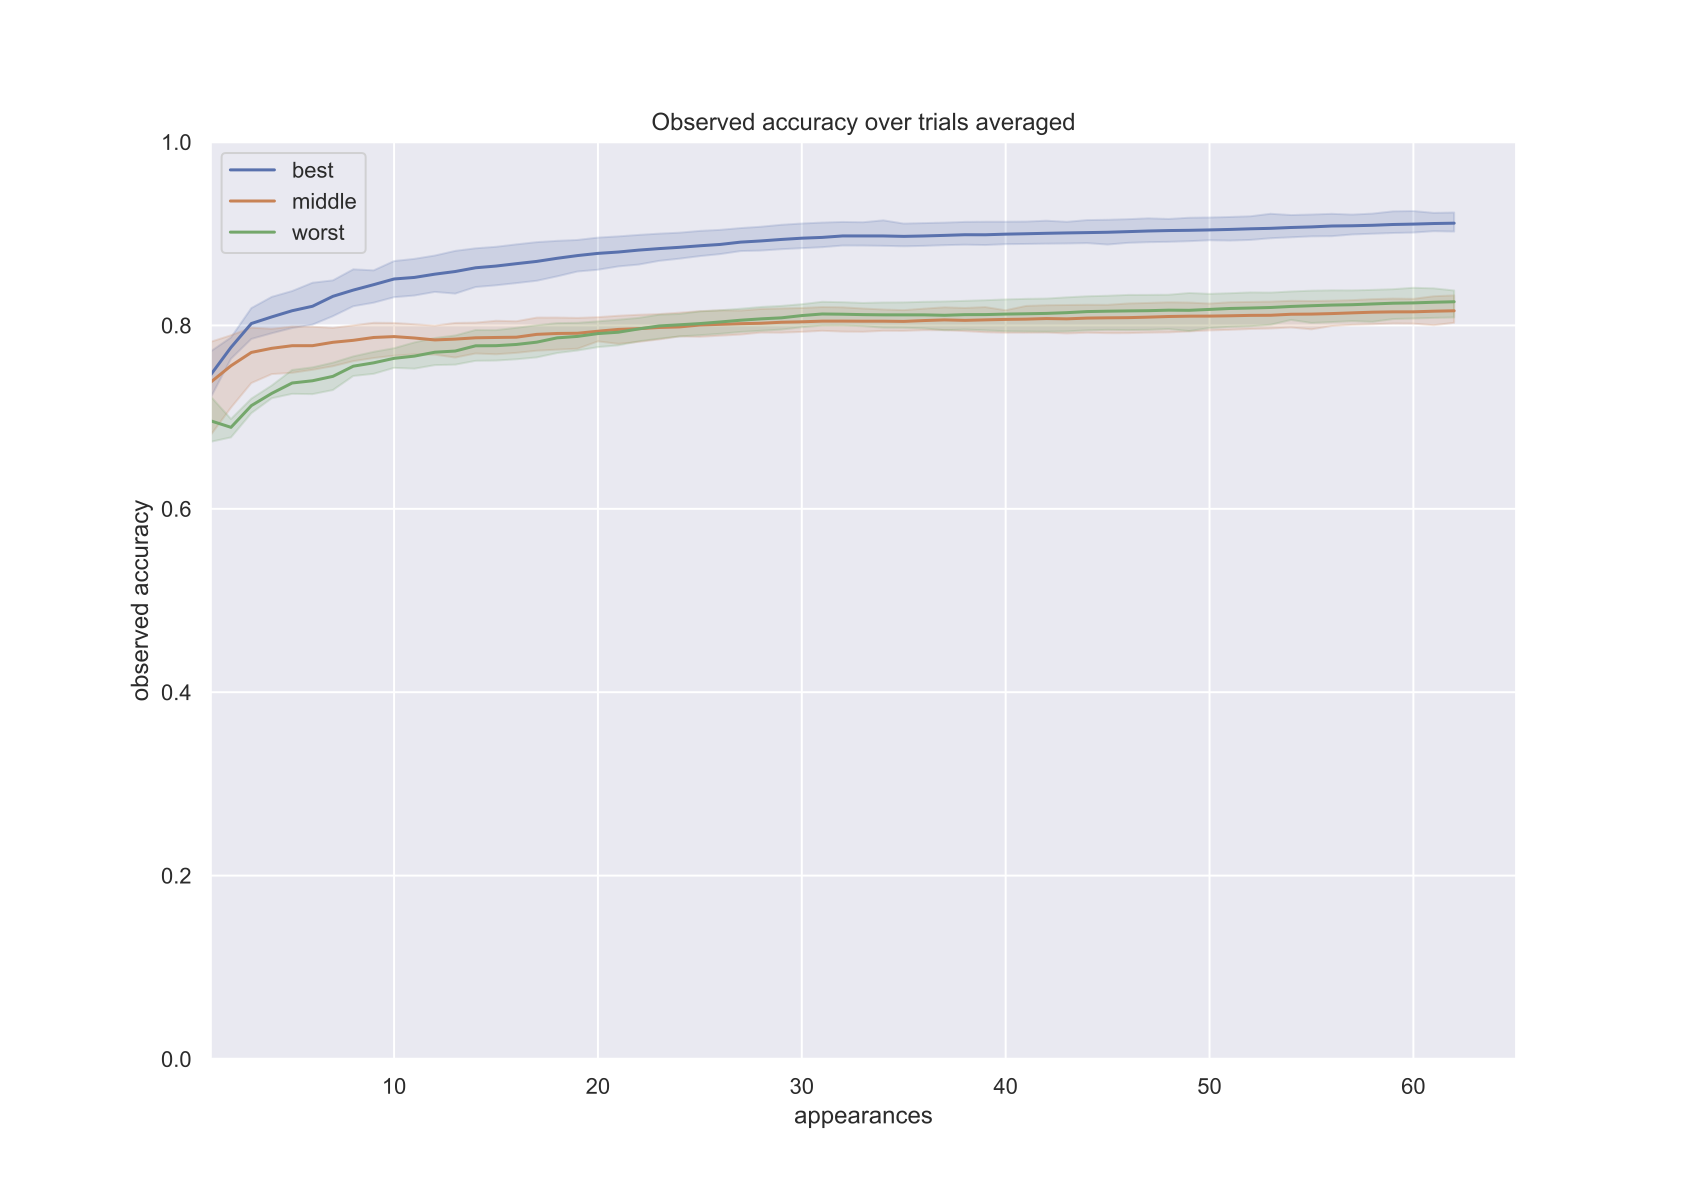 Observed accuracy over trials averaged
1.0
best
middle
worst
0.8
0.6
observed accuracy
0.4
0.2
0.0
10 20 30 40 50 60
appearances